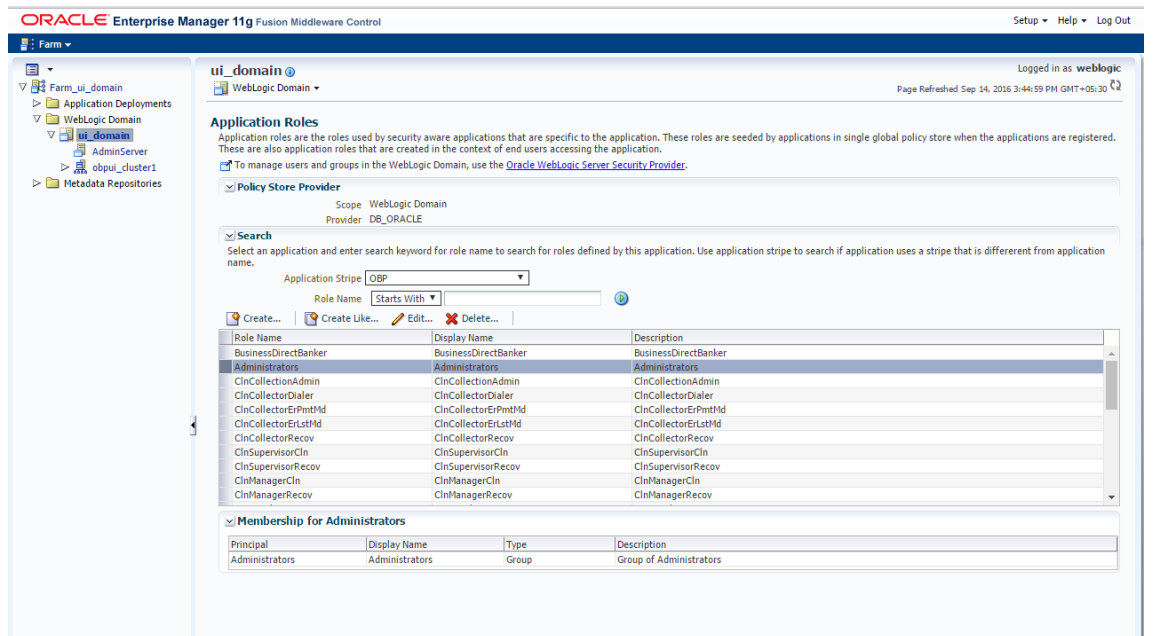 ORACLE Enterprise Manager 11g Fusion Middleware Control
Setup Help Log Out
Farm
Farm_ui_domain
Application Deployments
WebLogic Domain
ui_domain
AdminServer
obpui_cluster1
Metadata Repositories
ui_domain
Logged in as weblogic
WebLogic Domain
Page Refreshed Sep 14, 2016 3:44:59 PM GMT+05:30
Application Roles
Application roles are the roles used by security aware applications that are specific to the application. These roles are seeded by applications in single global policy store when the applications are registered.
These are also application roles that are created in the context of end users accessing the application.
To manage users and groups in the WebLogic Domain, use the Oracle WebLogic Server Security Provider.
Policy Store Provider
Scope WebLogic Domain
Provider DB_ORACLE
Search
Select an application and enter search keyword for role name to search for roles defined by this application. Use application stripe to search if application uses a stripe that is differerent from application
name.
Application Stripe OBP
Role Name Starts With
Create... Create Like... Edit... Delete...
Role Name Display Name Description
BusinessDirectBanker BusinessDirectBanker BusinessDirectBanker
Administrators Administrators Administrators
ClnCollectionAdmin ClnCollectionAdmin ClnCollectionAdmin
ClnCollectorDialer ClnCollectorDialer ClnCollectorDialer
ClnCollectorErPmtMd ClnCollectorErPmtMd ClnCollectorErPmtMd
ClnCollectorErLstMd ClnCollectorErLstMd ClnCollectorErLstMd
ClnCollectorRecov ClnCollectorRecov ClnCollectorRecov
ClnSupervisorCln ClnSupervisorCln ClnSupervisorCln
ClnSupervisorRecov ClnSupervisorRecov ClnSupervisorRecov
ClnManagerCln ClnManagerCln ClnManagerCln
ClnManagerRecov ClnManagerRecov ClnManagerRecov
Membership for Administrators
Principal Display Name Type Description
Administrators Administrators Group Group of Administrators